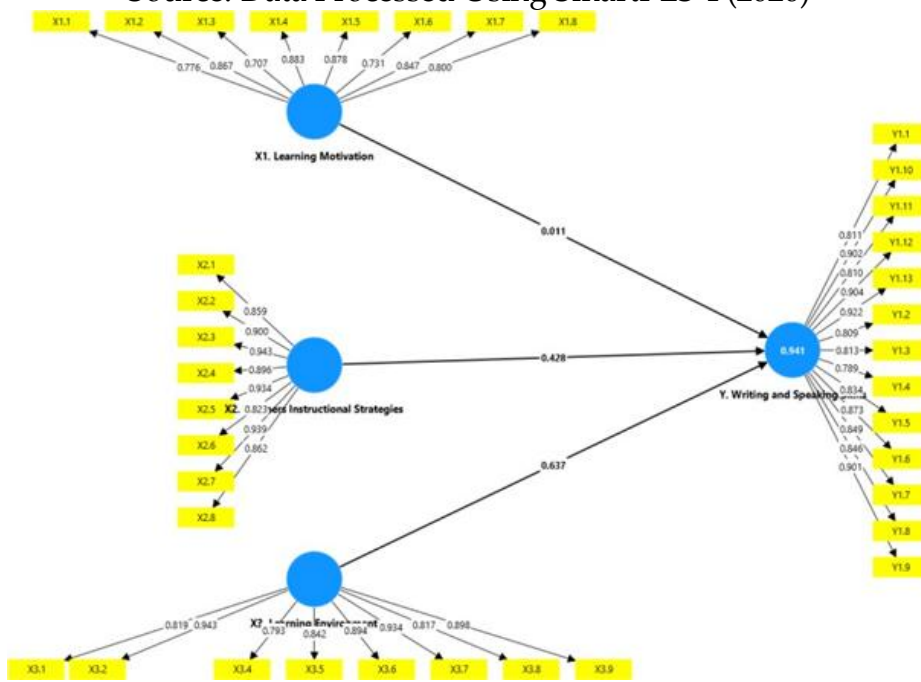 X1.1 X1.2 X1.3 X1.4 X1.5 X1.6 X1.7 X1.8
0.776 0.867 0.707 0.883 0.878 0.731 0.847 0.800
X1. Learning Motivation
0.011
X2.1
X2.2
X2.3
X2.4
X2.5
X2.6
X2.7
X2.8
0.859
0.900
0.943
0.896
0.934
0.823
0.939
0.862
X2. Instructional Strategies
0.428
0.637
X3. Learning Environment
0.819 0.943 0.793 0.842 0.894 0.934 0.817 0.898
X3.1 X3.2 X3.4 X3.5 X3.6 X3.7 X3.8 X3.9
0.941
Y. Writing and Speaking
0.811
0.902
0.810
0.904
0.922
0.809
0.813
0.789
0.834
0.873
0.849
0.846
0.901
Y1.1
Y1.10
Y1.11
Y1.12
Y1.13
Y1.2
Y1.3
Y1.4
Y1.5
Y1.6
Y1.7
Y1.8
Y1.9